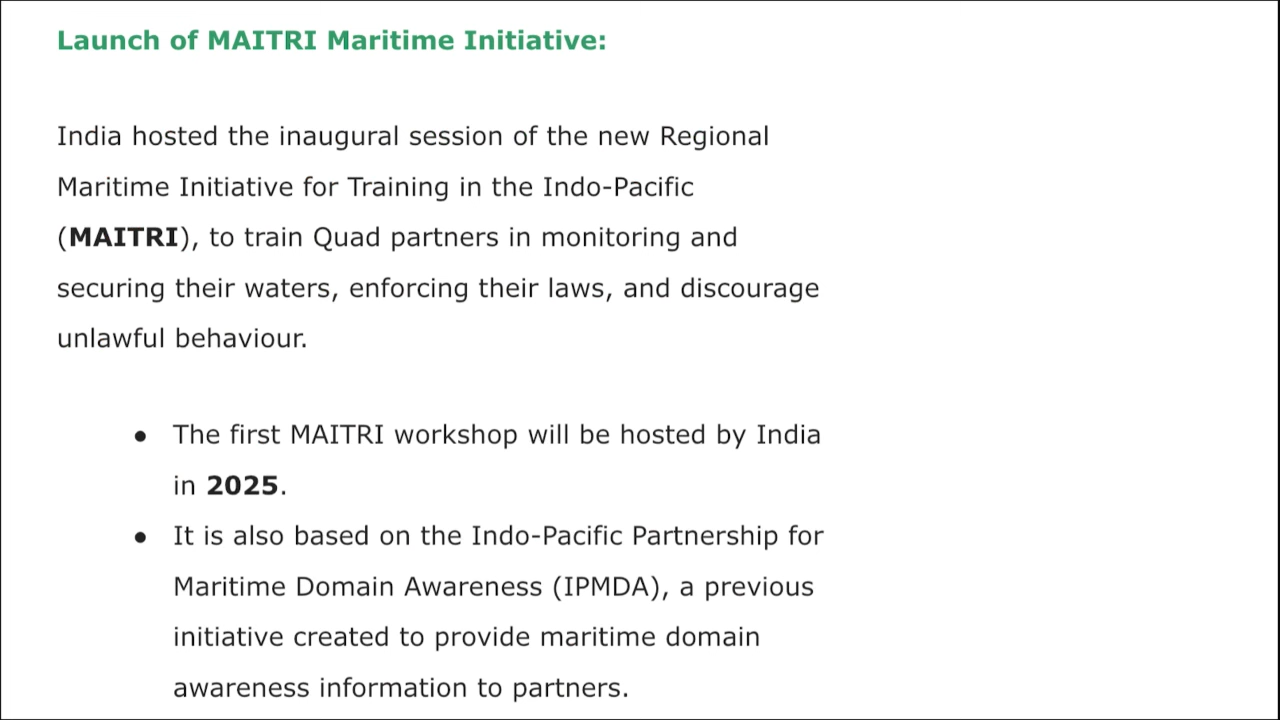 Launch of MAITRI Maritime Initiative:
India hosted the inaugural session of the new Regional
Maritime Initiative for Training in the Indo-Pacific
(MAITRI), to train Quad partners in monitoring and
securing their waters, enforcing their laws, and discourage
unlawful behaviour.
● The first MAITRI workshop will be hosted by India
in 2025.
● It is also based on the Indo-Pacific Partnership for
Maritime Domain Awareness (IPMDA), a previous
initiative created to provide maritime domain
awareness information to partners.